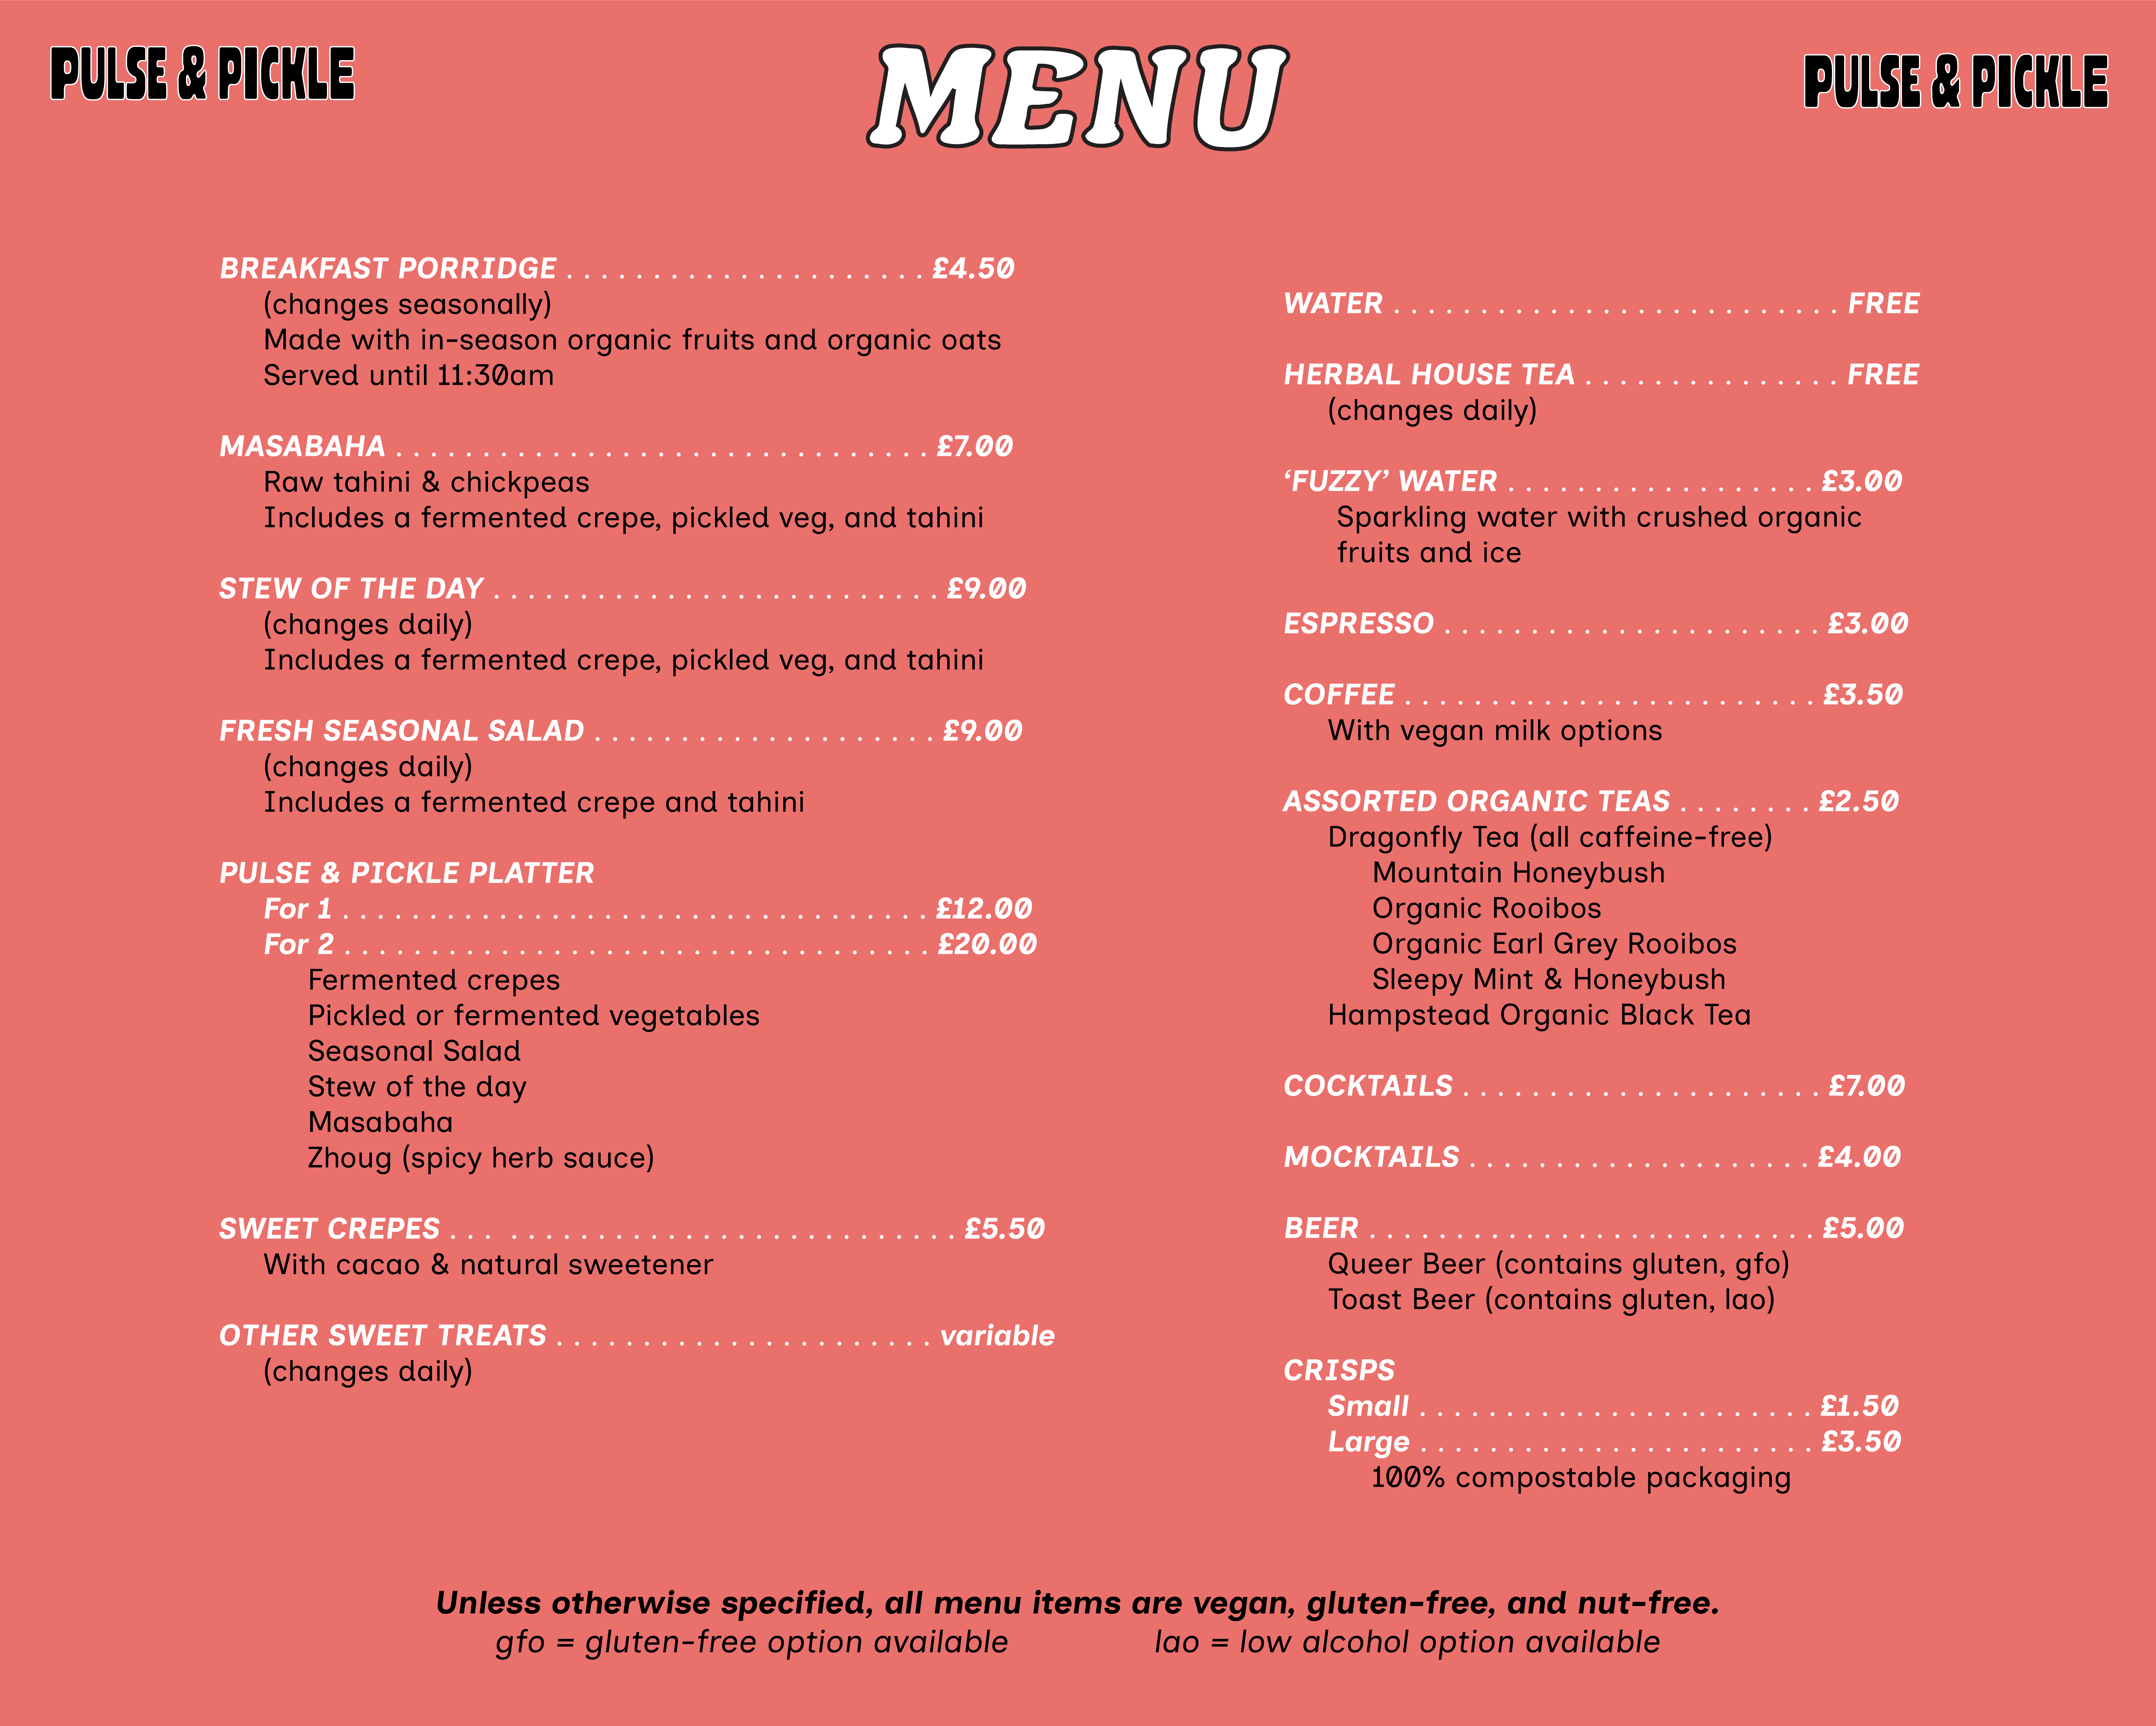 PULSE & PICKLE
MENU
PULSE & PICKLE
BREAKFAST PORRIDGE . . . . . . . . . . . . . . . . . . . . . £4.50
(changes seasonally)
Made with in-season organic fruits and organic oats
Served until 11:30am
MASABAHA . . . . . . . . . . . . . . . . . . . . . . . . . . . . . . . £7.00
Raw tahini & chickpeas
Includes a fermented crepe, pickled veg, and tahini
STEW OF THE DAY . . . . . . . . . . . . . . . . . . . . . . . . . . £9.00
(changes daily)
Includes a fermented crepe, pickled veg, and tahini
FRESH SEASONAL SALAD . . . . . . . . . . . . . . . . . . . . £9.00
(changes daily)
Includes a fermented crepe and tahini
PULSE & PICKLE PLATTER
For 1 . . . . . . . . . . . . . . . . . . . . . . . . . . . . . . . . . . £12.00
For 2 . . . . . . . . . . . . . . . . . . . . . . . . . . . . . . . . . . £20.00
Fermented crepes
Pickled or fermented vegetables
Seasonal Salad
Stew of the day
Masabaha
Zhoug (spicy herb sauce)
SWEET CREPES . . . . . . . . . . . . . . . . . . . . . . . . . . . . . £5.50
With cacao & natural sweetener
OTHER SWEET TREATS . . . . . . . . . . . . . . . . . . . . . . variable
(changes daily)
WATER . . . . . . . . . . . . . . . . . . . . . . . . . . FREE
HERBAL HOUSE TEA . . . . . . . . . . . . . . . FREE
(changes daily)
‘FUZZY’ WATER . . . . . . . . . . . . . . . . . . £3.00
Sparkling water with crushed organic
fruits and ice
ESPRESSO . . . . . . . . . . . . . . . . . . . . . . £3.00
COFFEE . . . . . . . . . . . . . . . . . . . . . . . . £3.50
With vegan milk options
ASSORTED ORGANIC TEAS . . . . . . . . £2.50
Dragonfly Tea (all caffeine-free)
Mountain Honeybush
Organic Rooibos
Organic Earl Grey Rooibos
Sleepy Mint & Honeybush
Hampstead Organic Black Tea
COCKTAILS . . . . . . . . . . . . . . . . . . . . . £7.00
MOCKTAILS . . . . . . . . . . . . . . . . . . . . £4.00
BEER . . . . . . . . . . . . . . . . . . . . . . . . . . £5.00
Queer Beer (contains gluten, gfo)
Toast Beer (contains gluten, lao)
CRISPS
Small . . . . . . . . . . . . . . . . . . . . . . . £1.50
Large . . . . . . . . . . . . . . . . . . . . . . . £3.50
100% compostable packaging
Unless otherwise specified, all menu items are vegan, gluten-free, and nut-free.
gfo = gluten-free option available lao = low alcohol option available